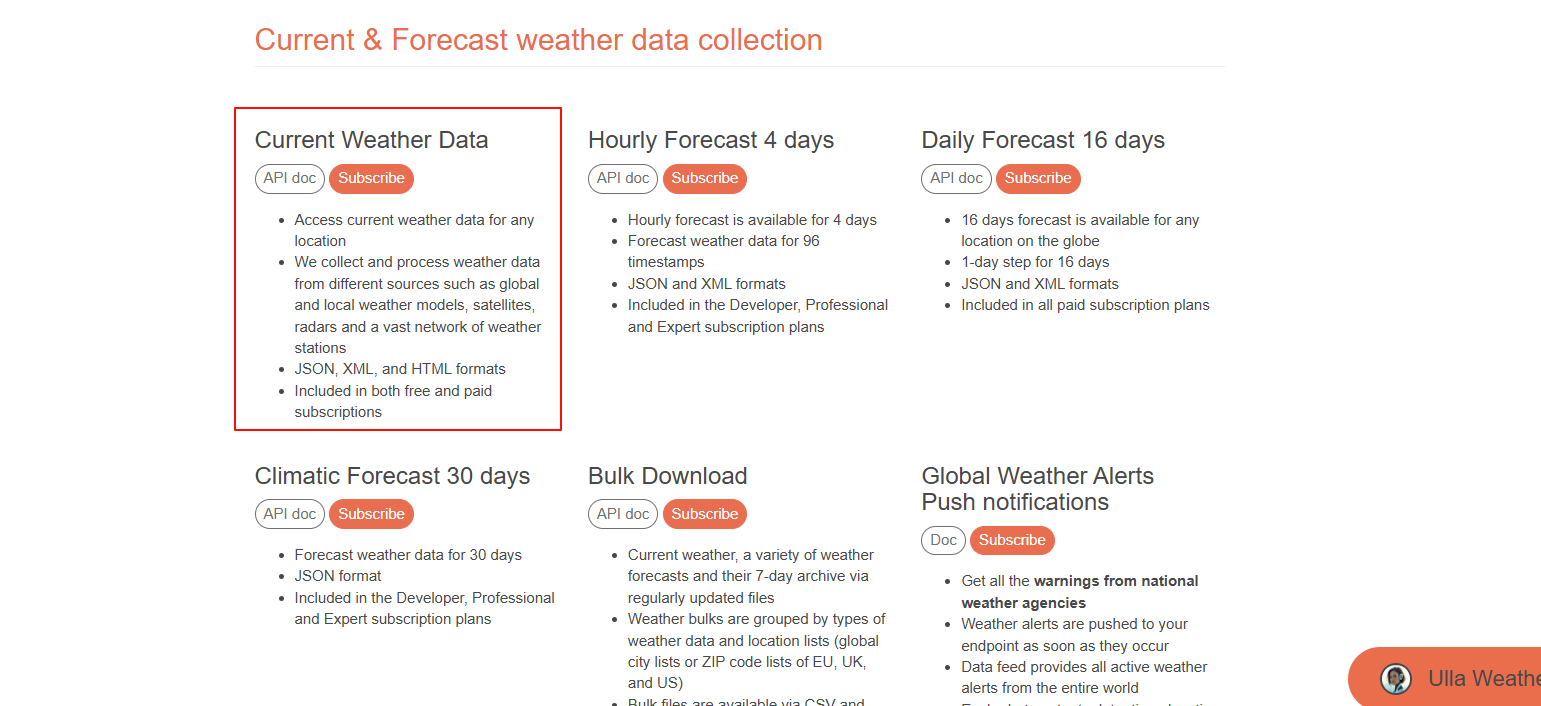 Current & Forecast weather data collection
Current Weather Data
API doc Subscribe
Access current weather data for any
location
We collect and process weather data
from different sources such as global
and local weather models, satellites,
radars and a vast network of weather
stations
JSON, XML, and HTML formats
Included in both free and paid
subscriptions
Hourly Forecast 4 days
API doc Subscribe
Hourly forecast is available for 4 days
Forecast weather data for 96
timestamps
JSON and XML formats
Included in the Developer, Professional
and Expert subscription plans
Daily Forecast 16 days
API doc Subscribe
16 days forecast is available for any
location on the globe
1-day step for 16 days
JSON and XML formats
Included in all paid subscription plans
Climatic Forecast 30 days
API doc Subscribe
Forecast weather data for 30 days
JSON format
Included in the Developer, Professional
and Expert subscription plans
Bulk Download
API doc Subscribe
Current weather, a variety of weather
forecasts and their 7-day archive via
regularly updated files
Weather bulks are grouped by types of
weather data and location lists (global
city lists or ZIP code lists of EU, UK,
and US)
Bulk files are available via CSV and
Global Weather Alerts
Push notifications
Doc Subscribe
Get all the warnings from national
weather agencies
Weather alerts are pushed to your
endpoint as soon as they occur
Data feed provides all active weather
alerts from the entire world
Ulla Weathe